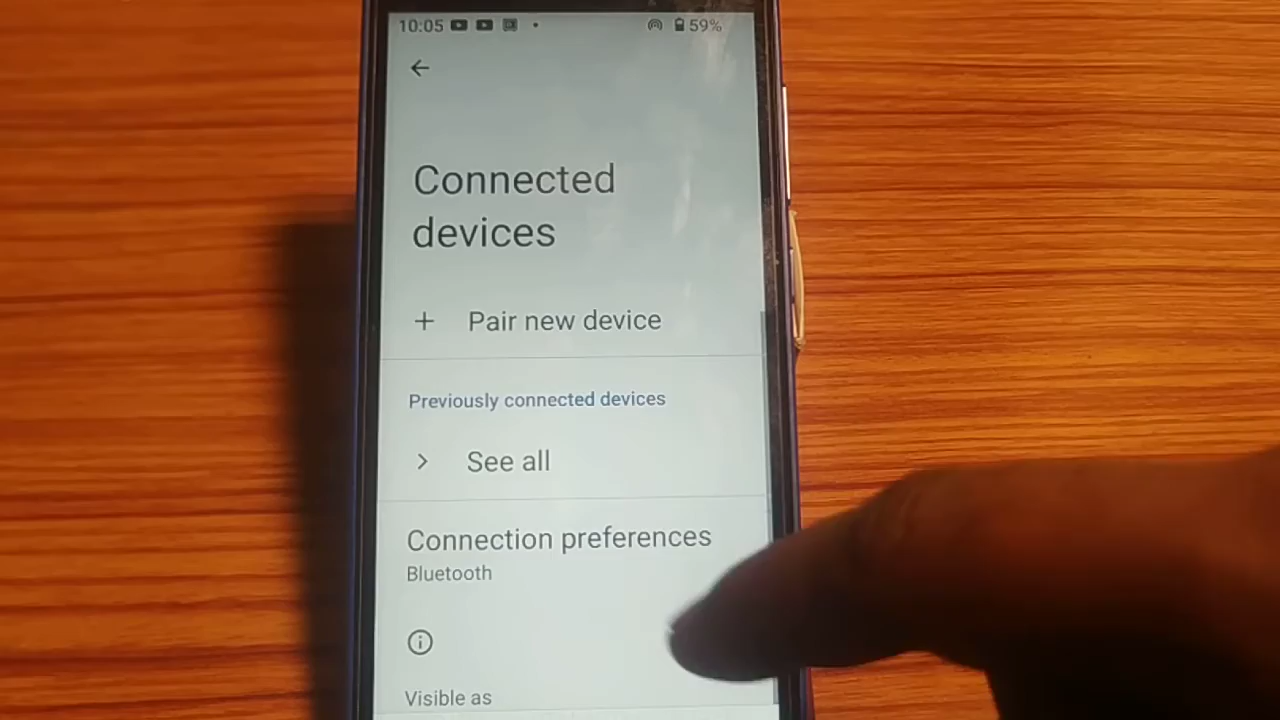 10:05 59%
Connected
devices
Pair new device
Previously connected devices
See all
Connection preferences
Bluetooth
Visible as